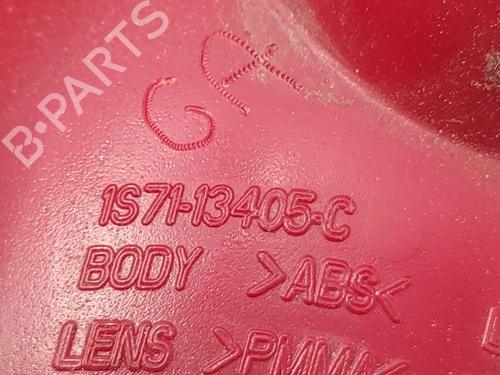 B-PARTS
1S71-13405-C
BODY >ABS<
LENS >PMMA<